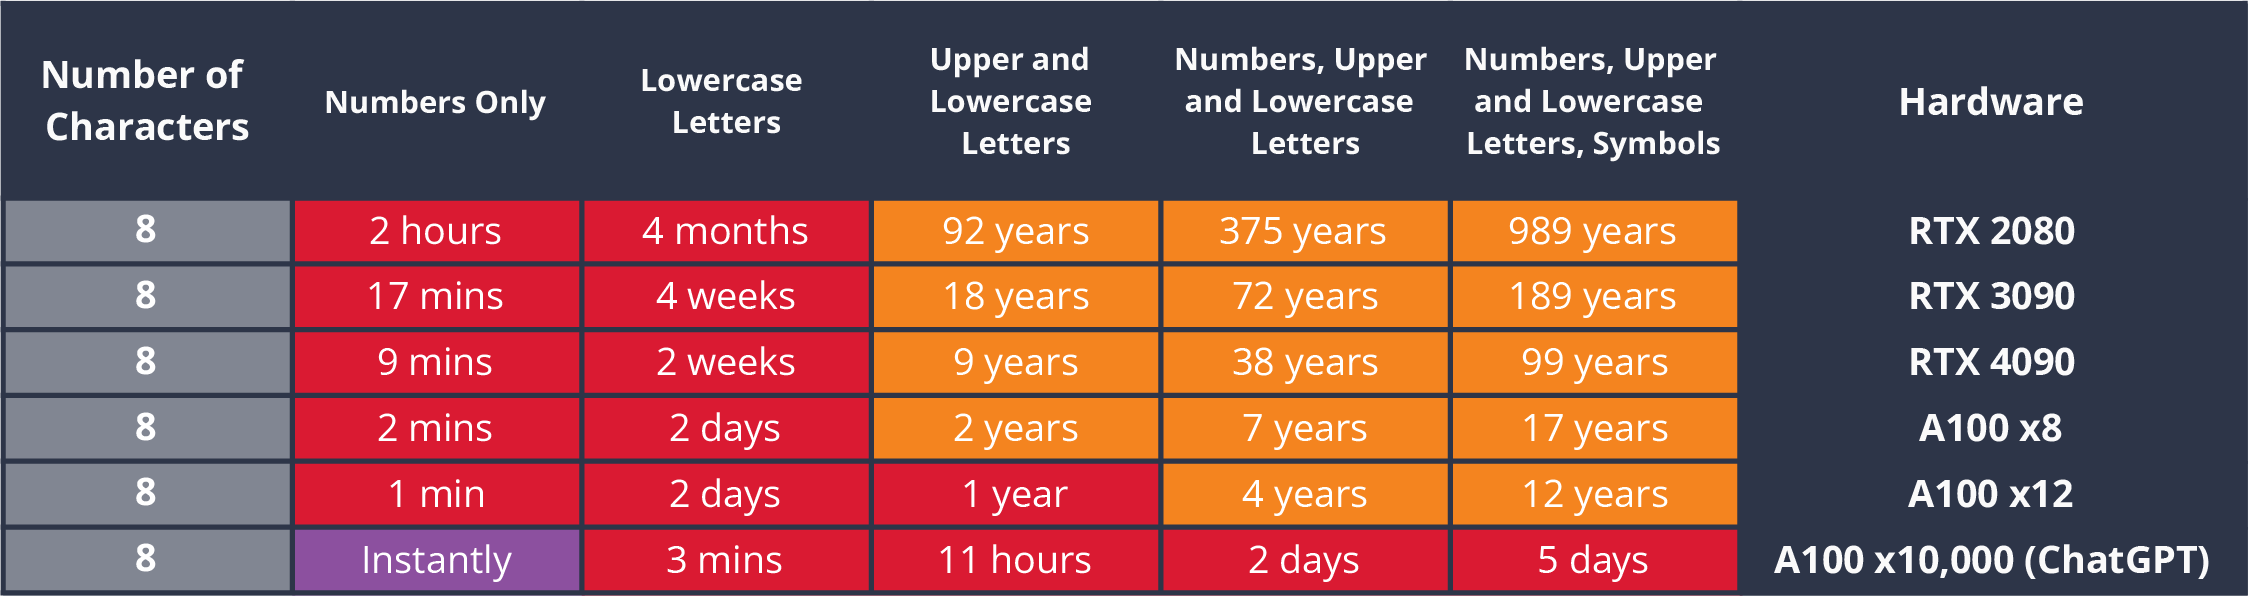 Number of Characters | Numbers Only | Lowercase Letters | Upper and Lowercase Letters | Numbers, Upper and Lowercase Letters | Numbers, Upper and Lowercase Letters, Symbols | Hardware
8 | 2 hours | 4 months | 92 years | 375 years | 989 years | RTX 2080
8 | 17 mins | 4 weeks | 18 years | 72 years | 189 years | RTX 3090
8 | 9 mins | 2 weeks | 9 years | 38 years | 99 years | RTX 4090
8 | 2 mins | 2 days | 2 years | 7 years | 17 years | A100 x8
8 | 1 min | 2 days | 1 year | 4 years | 12 years | A100 x12
8 | Instantly | 3 mins | 11 hours | 2 days | 5 days | A100 x10,000 (ChatGPT)